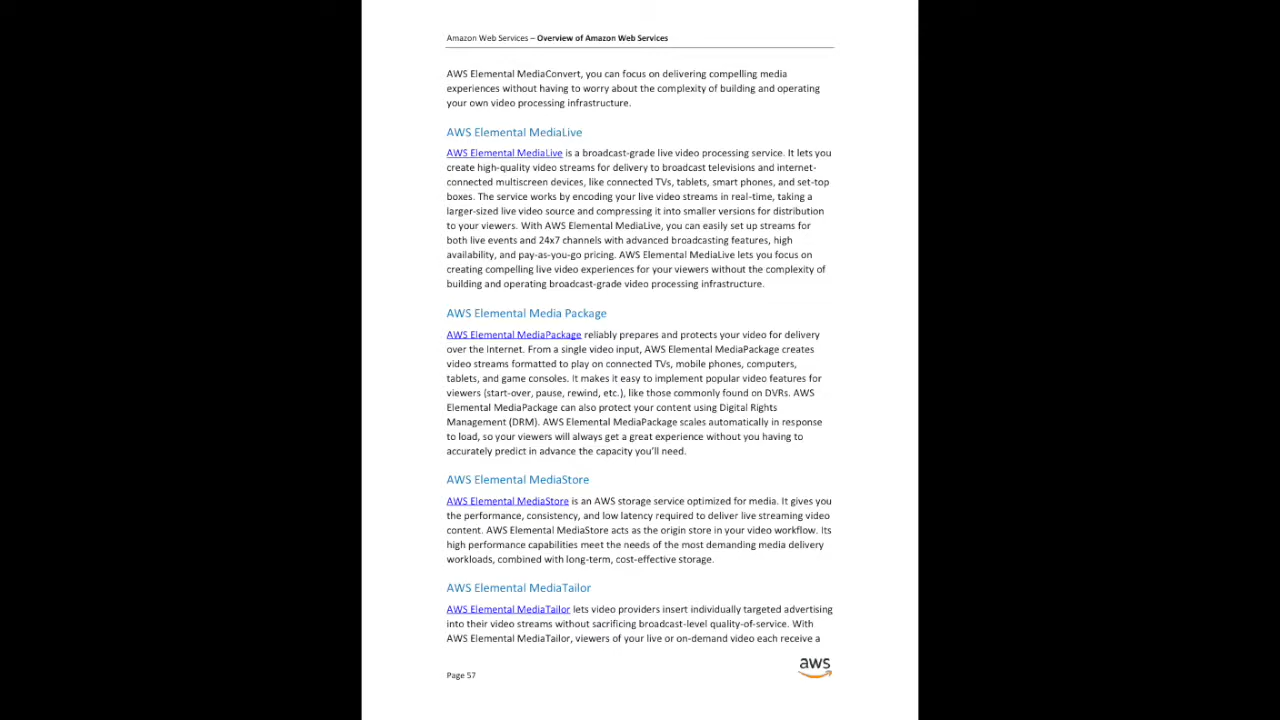 Amazon Web Services – Overview of Amazon Web Services
AWS Elemental MediaConvert, you can focus on delivering compelling media
experiences without having to worry about the complexity of building and operating
your own video processing infrastructure.
AWS Elemental MediaLive
AWS Elemental MediaLive is a broadcast-grade live video processing service. It lets you
create high-quality video streams for delivery to broadcast televisions and internet-
connected multiscreen devices, like connected TVs, tablets, smart phones, and set-top
boxes. The service works by encoding your live video streams in real-time, taking a
larger-sized live video source and compressing it into smaller versions for distribution
to your viewers. With AWS Elemental MediaLive, you can easily set up streams for
both live events and 24x7 channels with advanced broadcasting features, high
availability, and pay-as-you-go pricing. AWS Elemental MediaLive lets you focus on
creating compelling live video experiences for your viewers without the complexity of
building and operating broadcast-grade video processing infrastructure.
AWS Elemental Media Package
AWS Elemental MediaPackage reliably prepares and protects your video for delivery
over the Internet. From a single video input, AWS Elemental MediaPackage creates
video streams formatted to play on connected TVs, mobile phones, computers,
tablets, and game consoles. It makes it easy to implement popular video features for
viewers (start-over, pause, rewind, etc.), like those commonly found on DVRs. AWS
Elemental MediaPackage can also protect your content using Digital Rights
Management (DRM). AWS Elemental MediaPackage scales automatically in response
to load, so your viewers will always get a great experience without you having to
accurately predict in advance the capacity you’ll need.
AWS Elemental MediaStore
AWS Elemental MediaStore is an AWS storage service optimized for media. It gives you
the performance, consistency, and low latency required to deliver live streaming video
content. AWS Elemental MediaStore acts as the origin store in your video workflow. Its
high performance capabilities meet the needs of the most demanding media delivery
workloads, combined with long-term, cost-effective storage.
AWS Elemental MediaTailor
AWS Elemental MediaTailor lets video providers insert individually targeted advertising
into their video streams without sacrificing broadcast-level quality-of-service. With
AWS Elemental MediaTailor, viewers of your live or on-demand video each receive a
aws
Page 57